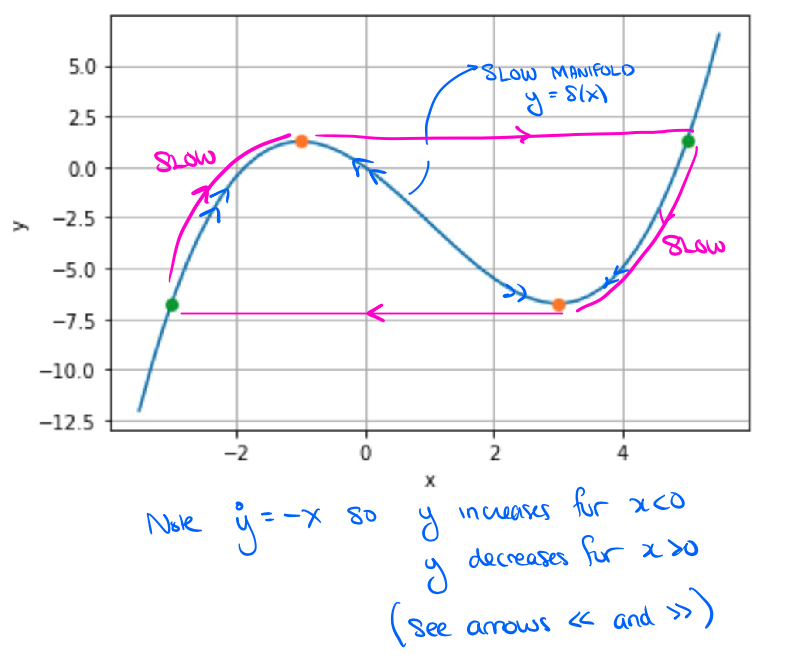 5.0
2.5
0.0
−2.5
−5.0
−7.5
−10.0
−12.5
y
−2
0
2
4
x
SLOW MANIFOLD
y = S(x)
SLOW
SLOW
Note ẏ = -x so y increases for x<0
y decreases for x>0
(see arrows << and >>)